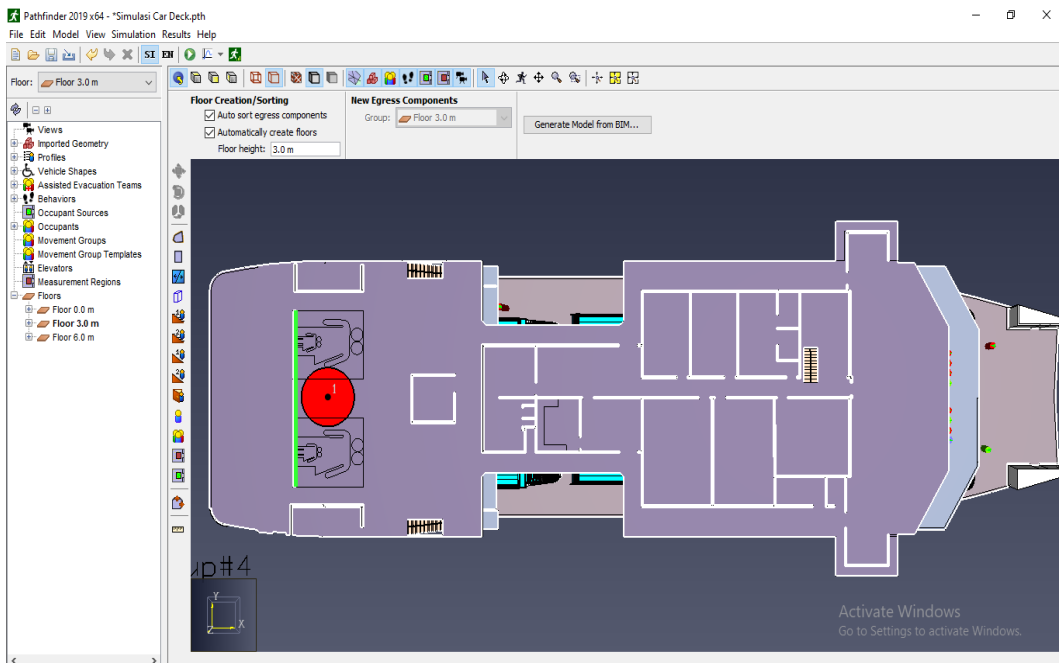 Pathfinder 2019 x64 - *Simulasi Car Deck.pth
File Edit Model View Simulation Results Help
SI EN
Floor: Floor 3.0 m
Views
Imported Geometry
Profiles
Vehicle Shapes
Assisted Evacuation Teams
Behaviors
Occupant Sources
Occupants
Movement Groups
Movement Group Templates
Elevators
Measurement Regions
Floors
Floor 0.0 m
Floor 3.0 m
Floor 6.0 m
Floor Creation/Sorting
Auto sort egress components
Automatically create floors
Floor height: 3.0 m
New Egress Components
Group: Floor 3.0 m
Generate Model from BIM...
1
up#4
Y
X
Z
Activate Windows
Go to Settings to activate Windows.